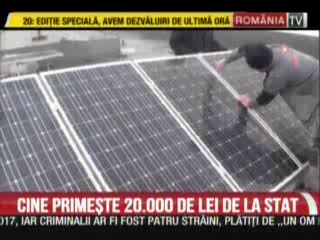 20: EDIȚIE SPECIALĂ, AVEM DEZVĂLUIRI DE ULTIMĂ ORĂ
ROMÂNIA TV
CINE PRIMEȘTE 20.000 DE LEI DE LA STAT
2017, IAR CRIMINALII AR FI FOST PATRU STRĂINI, PLĂTIȚI DE „UN OM